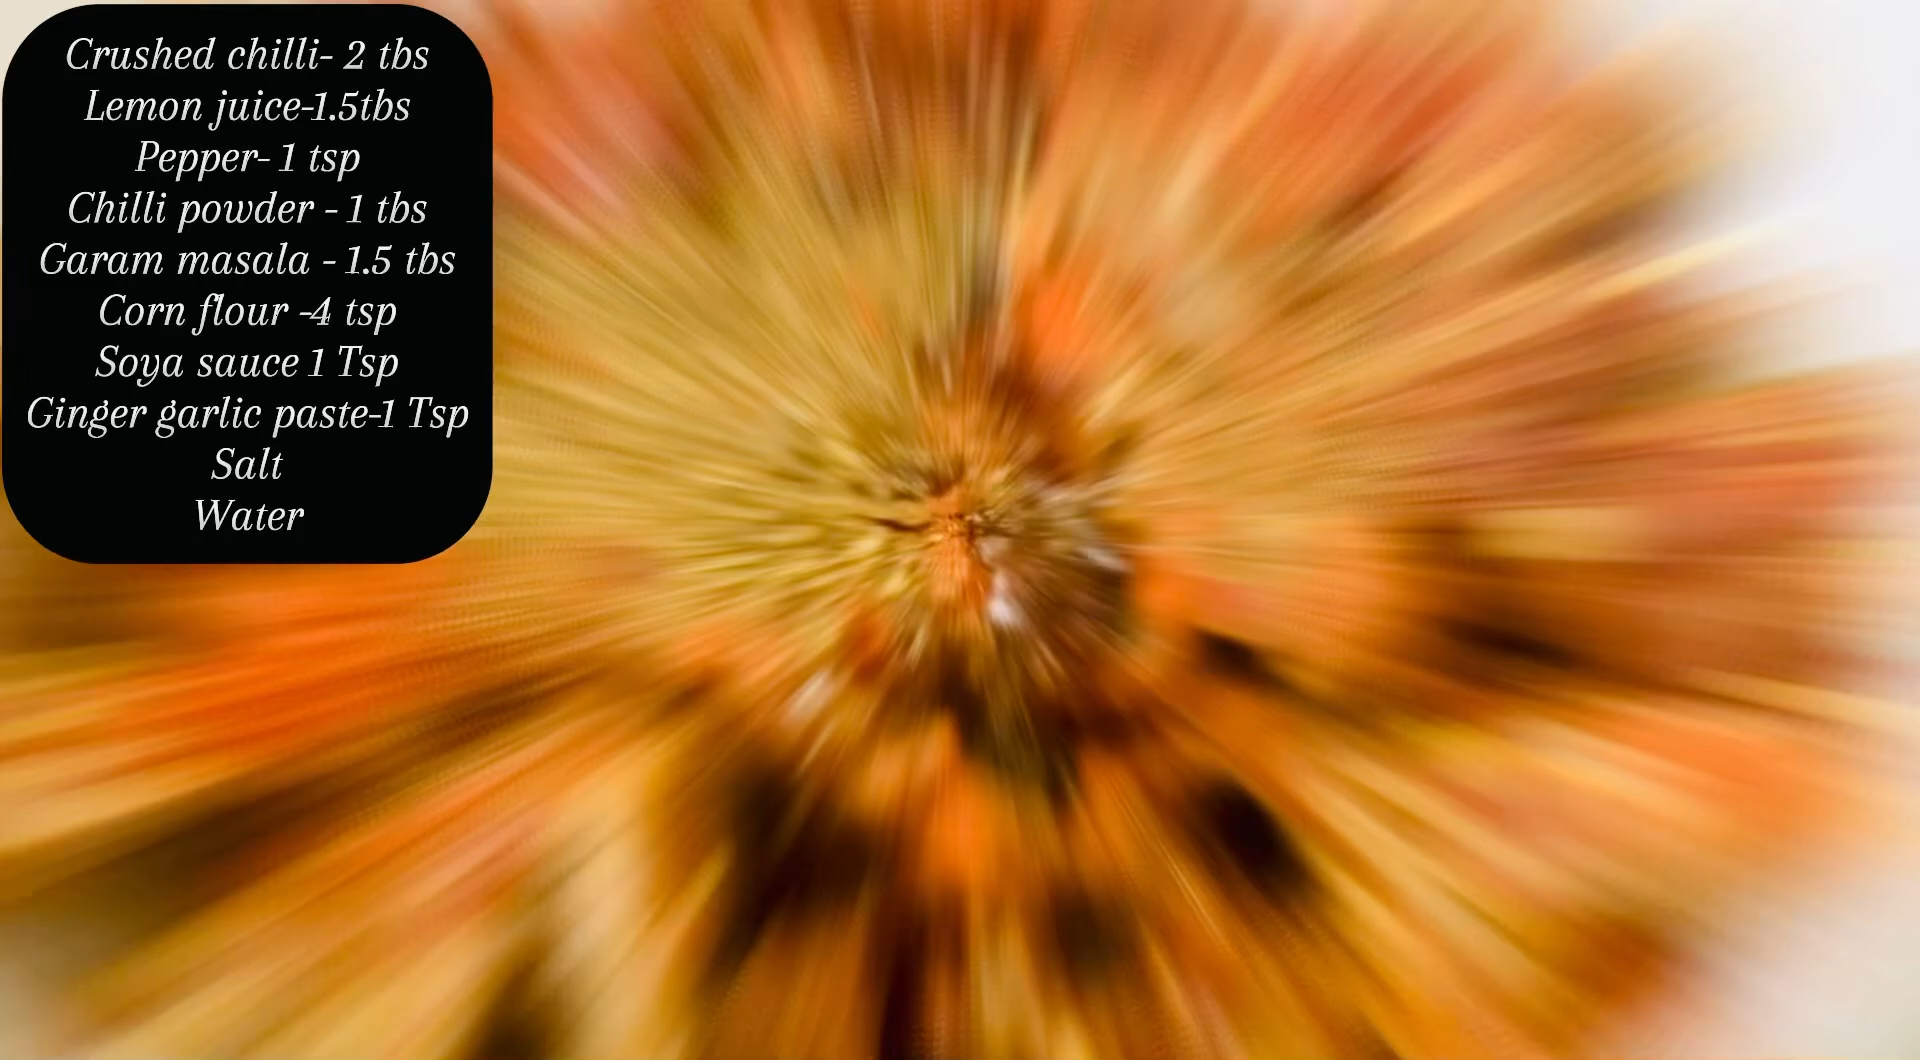 Crushed chilli- 2 tbs
Lemon juice-1.5tbs
Pepper- 1 tsp
Chilli powder - 1 tbs
Garam masala - 1.5 tbs
Corn flour -4 tsp
Soya sauce 1 Tsp
Ginger garlic paste-1 Tsp
Salt
Water